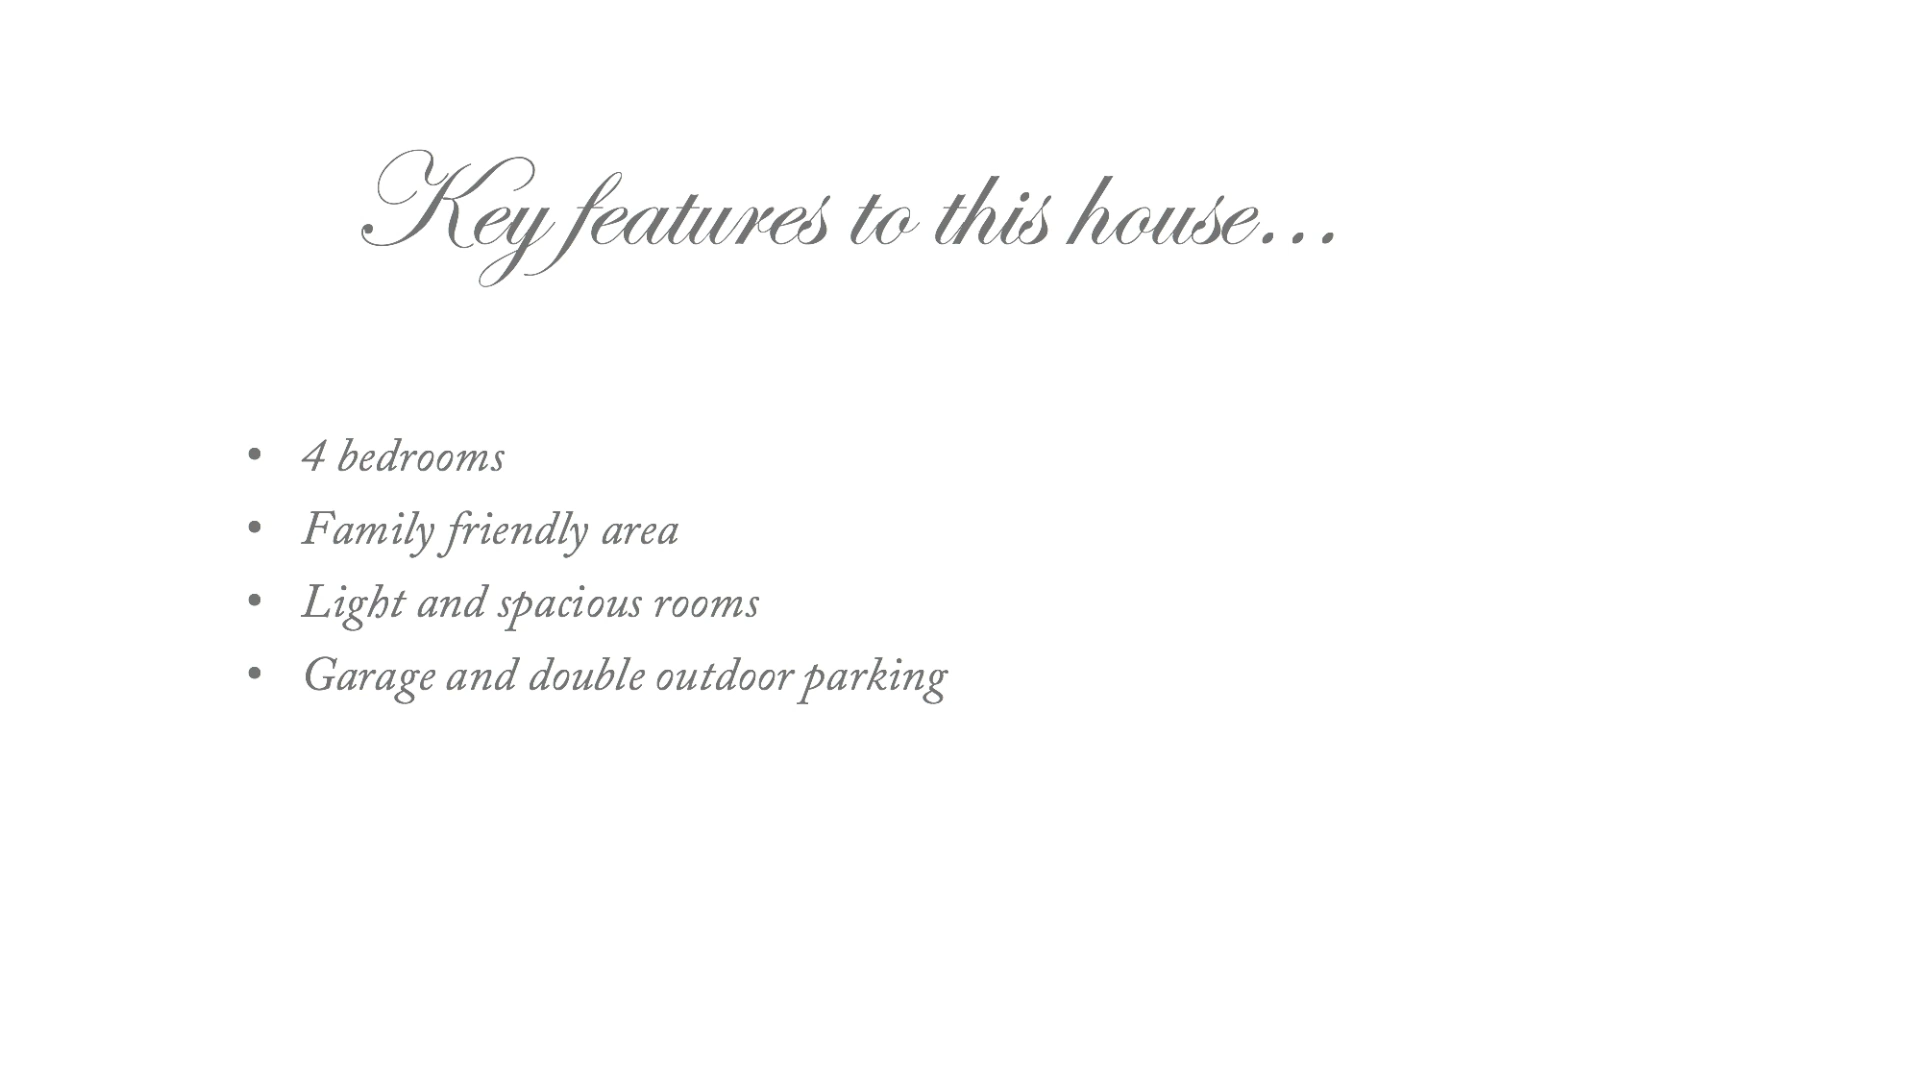 Key features to this house...
• 4 bedrooms
• Family friendly area
• Light and spacious rooms
• Garage and double outdoor parking